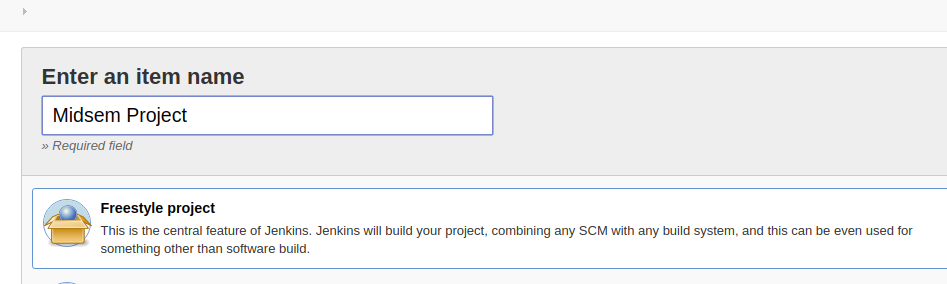 Enter an item name
Midsem Project
» Required field
Freestyle project
This is the central feature of Jenkins. Jenkins will build your project, combining any SCM with any build system, and this can be even used for
something other than software build.